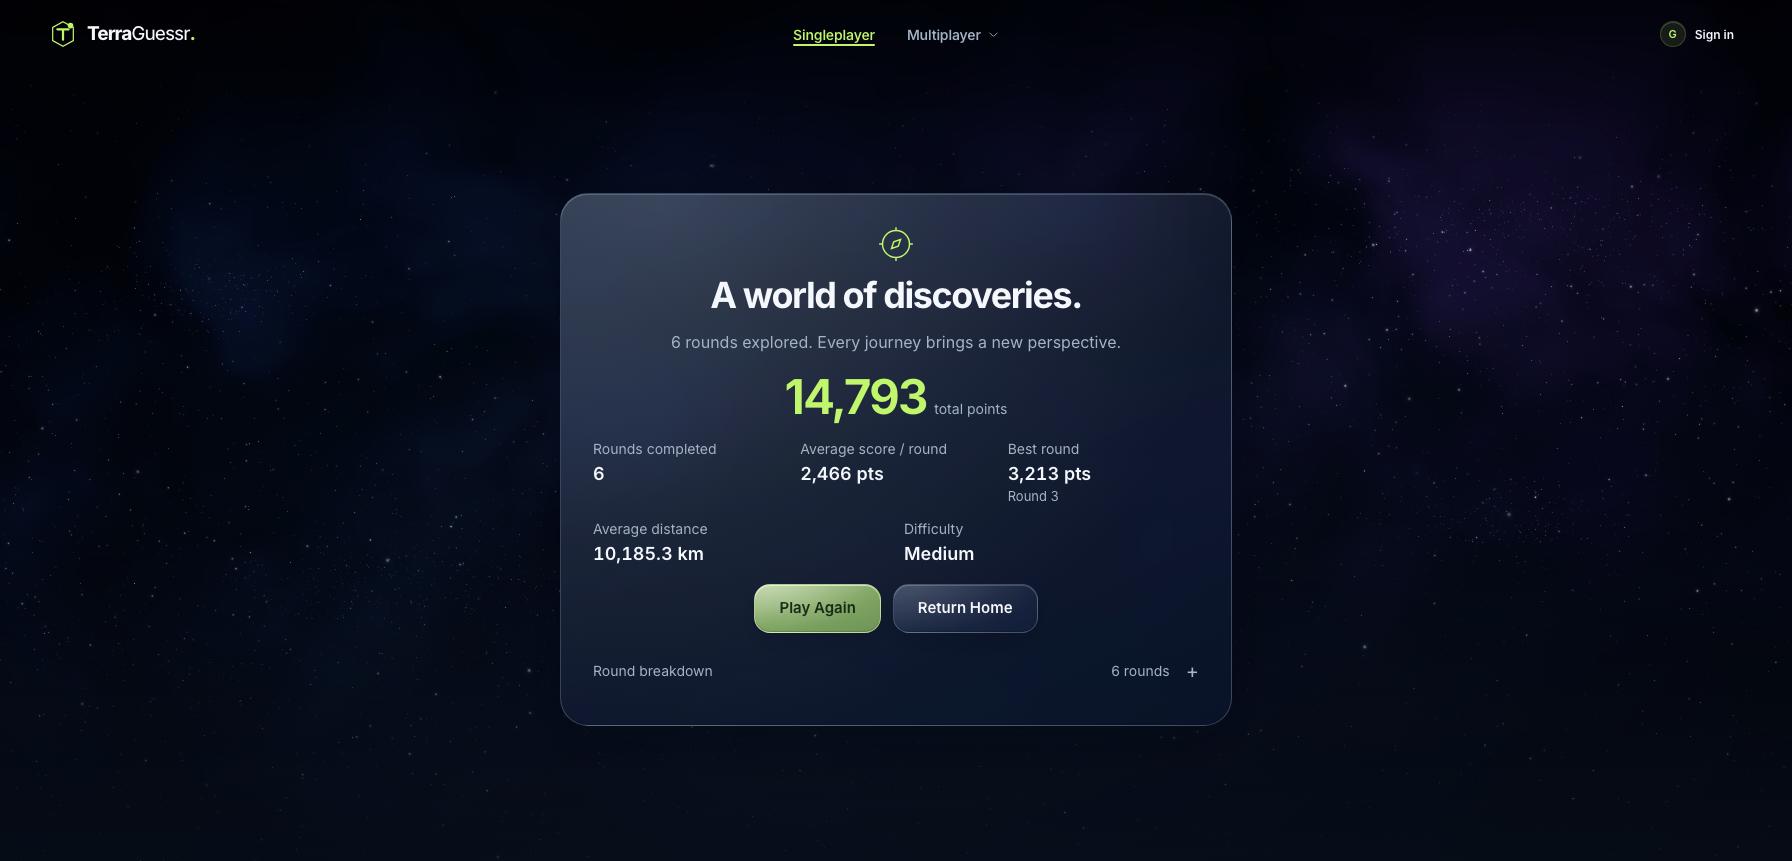 TerraGuessr.
Singleplayer
Multiplayer
G
Sign in
A world of discoveries.
6 rounds explored. Every journey brings a new perspective.
14,793 total points
Rounds completed
6
Average score / round
2,466 pts
Best round
3,213 pts
Round 3
Average distance
10,185.3 km
Difficulty
Medium
Play Again
Return Home
Round breakdown
6 rounds +